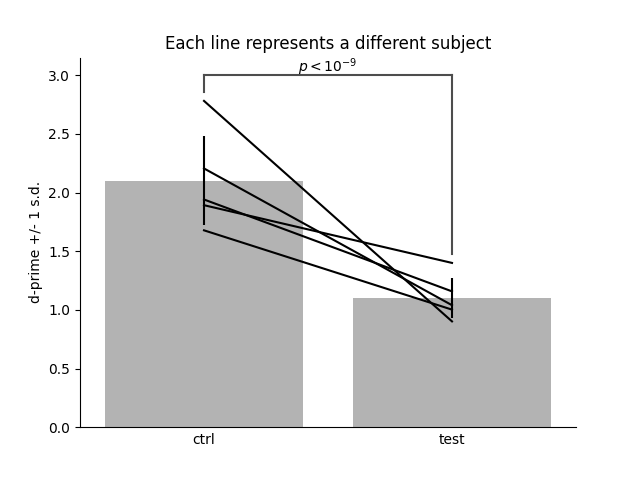 Each line represents a different subject
p < 10⁻⁹
3.0
2.5
2.0
1.5
1.0
0.5
0.0
d-prime +/- 1 s.d.
ctrl test